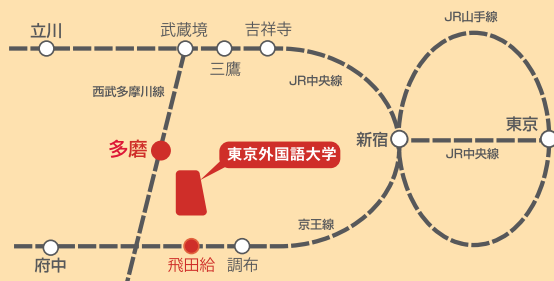 JR山手線
立川
武蔵境
吉祥寺
三鷹
JR中央線
西武多摩川線
東京
新宿
多磨
東京外国語大学
JR中央線
京王線
府中
飛田給
調布